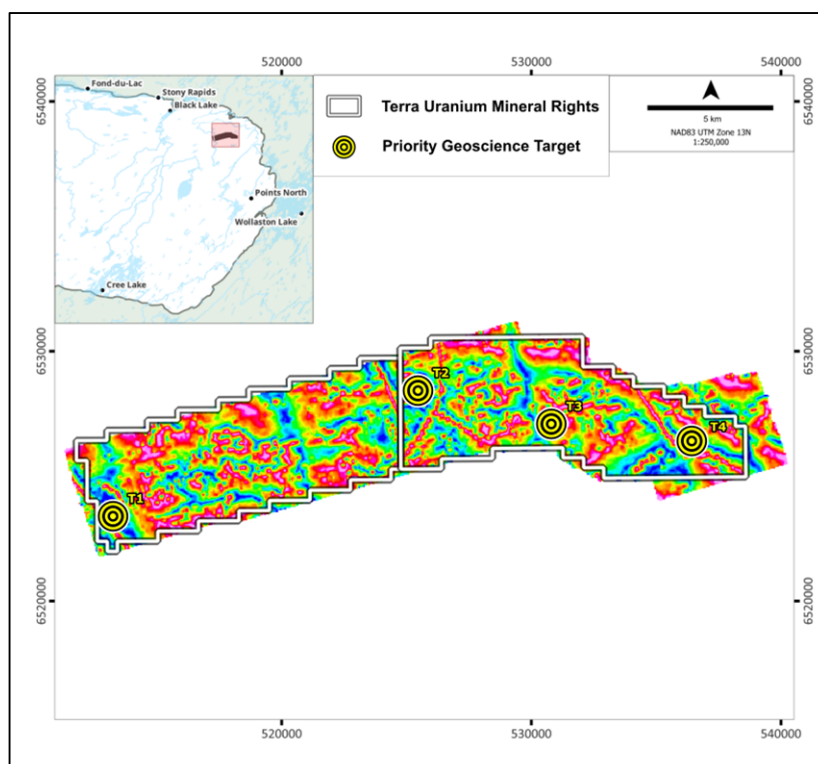 520000
530000
540000
6540000
6540000
Fond-du-Lac
Stony Rapids
Black Lake
Points North
Wollaston Lake
Cree Lake
Terra Uranium Mineral Rights
Priority Geoscience Target
5 km
NAD83 UTM Zone 13N
1:250,000
6530000
6530000
T2
T3
T4
T1
6520000
6520000
520000
530000
540000